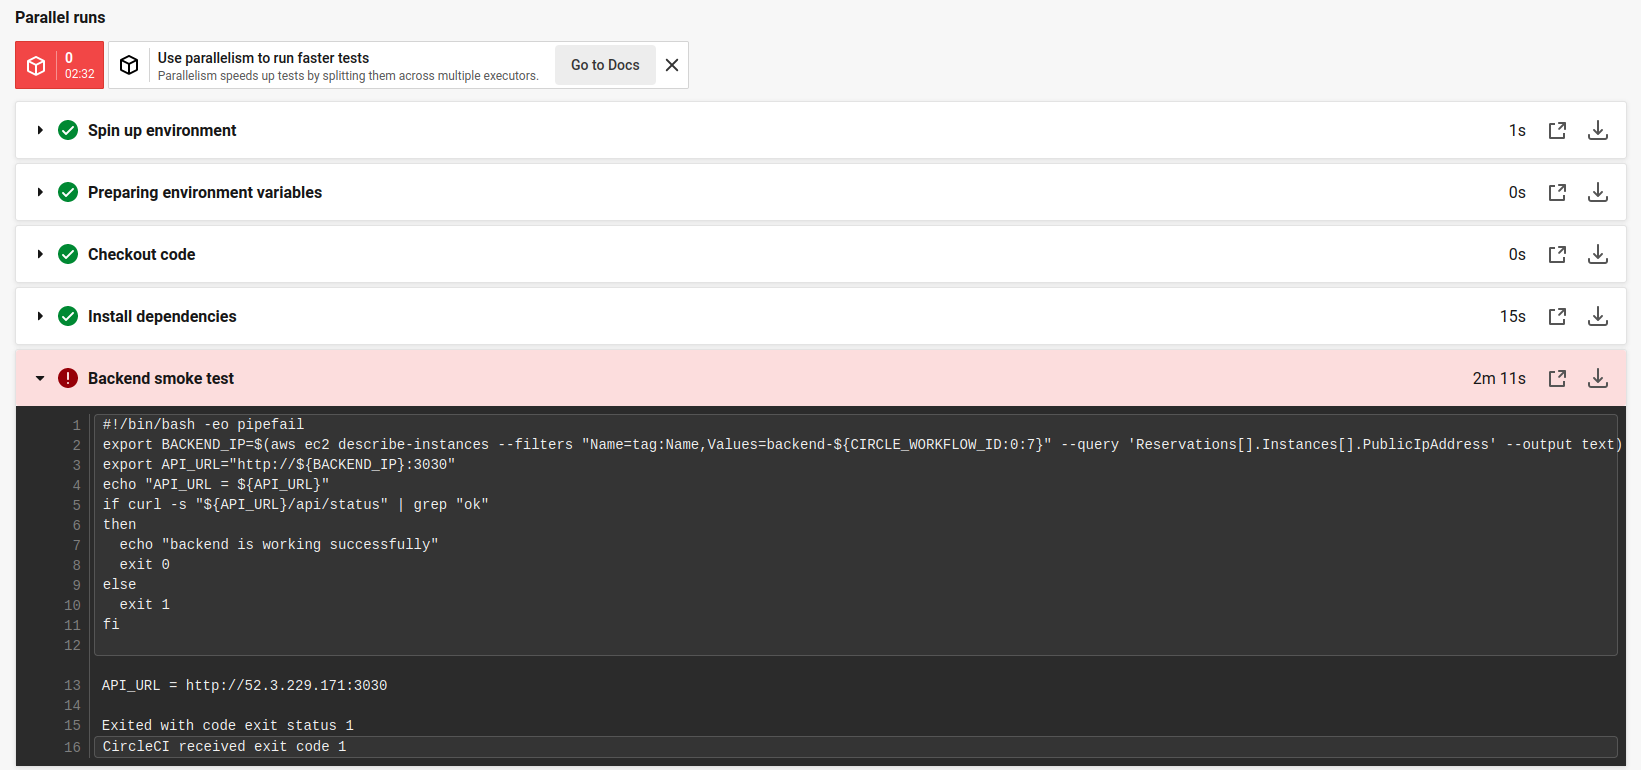 Parallel runs
0
02:32
Use parallelism to run faster tests
Parallelism speeds up tests by splitting them across multiple executors.
Go to Docs
Spin up environment 1s
Preparing environment variables 0s
Checkout code 0s
Install dependencies 15s
Backend smoke test 2m 11s
1 #!/bin/bash -eo pipefail
2 export BACKEND_IP=$(aws ec2 describe-instances --filters "Name=tag:Name,Values=backend-${CIRCLE_WORKFLOW_ID:0:7}" --query 'Reservations[].Instances[].PublicIpAddress' --output text)
3 export API_URL="http://${BACKEND_IP}:3030"
4 echo "API_URL = ${API_URL}"
5 if curl -s "${API_URL}/api/status" | grep "ok"
6 then
7   echo "backend is working successfully"
8   exit 0
9 else
10   exit 1
11 fi
12
13 API_URL = http://52.3.229.171:3030
14
15 Exited with code exit status 1
16 CircleCI received exit code 1